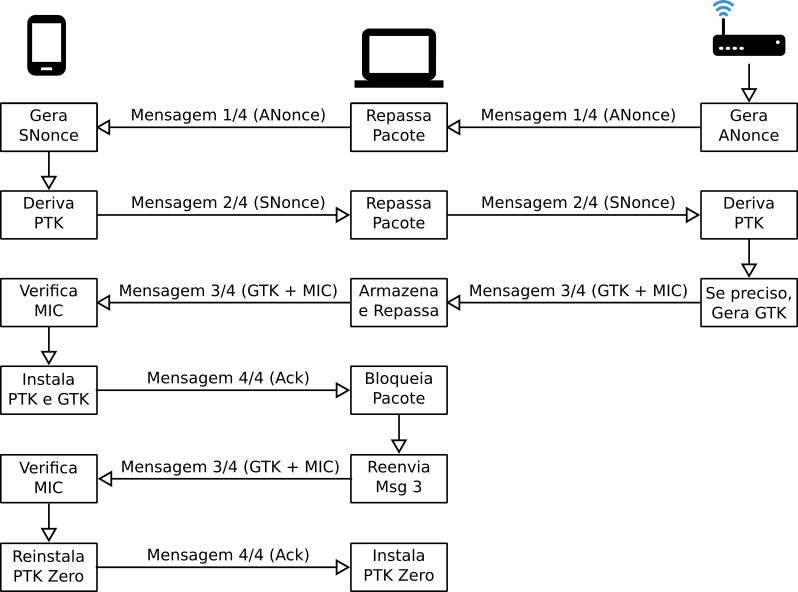 Gera
SNonce
Mensagem 1/4 (ANonce)
Repassa
Pacote
Mensagem 1/4 (ANonce)
Gera
ANonce
Deriva
PTK
Mensagem 2/4 (SNonce)
Repassa
Pacote
Mensagem 2/4 (SNonce)
Deriva
PTK
Verifica
MIC
Mensagem 3/4 (GTK + MIC)
Armazena
e Repassa
Mensagem 3/4 (GTK + MIC)
Se preciso,
Gera GTK
Instala
PTK e GTK
Mensagem 4/4 (Ack)
Bloqueia
Pacote
Verifica
MIC
Mensagem 3/4 (GTK + MIC)
Reenvia
Msg 3
Reinstala
PTK Zero
Mensagem 4/4 (Ack)
Instala
PTK Zero